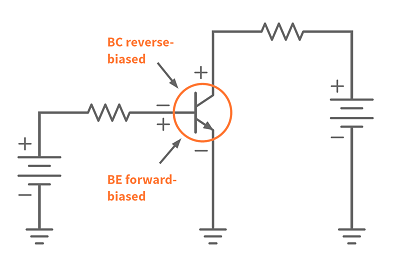 BC reverse-
biased
+
−
+
−
+
−
+
−
BE forward-
biased